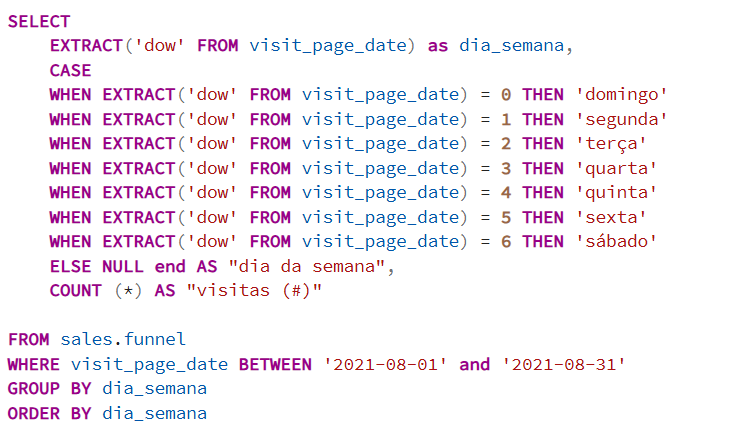 SELECT
EXTRACT('dow' FROM visit_page_date) as dia_semana,
CASE
WHEN EXTRACT('dow' FROM visit_page_date) = 0 THEN 'domingo'
WHEN EXTRACT('dow' FROM visit_page_date) = 1 THEN 'segunda'
WHEN EXTRACT('dow' FROM visit_page_date) = 2 THEN 'terça'
WHEN EXTRACT('dow' FROM visit_page_date) = 3 THEN 'quarta'
WHEN EXTRACT('dow' FROM visit_page_date) = 4 THEN 'quinta'
WHEN EXTRACT('dow' FROM visit_page_date) = 5 THEN 'sexta'
WHEN EXTRACT('dow' FROM visit_page_date) = 6 THEN 'sábado'
ELSE NULL end AS "dia da semana",
COUNT (*) AS "visitas (#)"
FROM sales.funnel
WHERE visit_page_date BETWEEN '2021-08-01' and '2021-08-31'
GROUP BY dia_semana
ORDER BY dia_semana